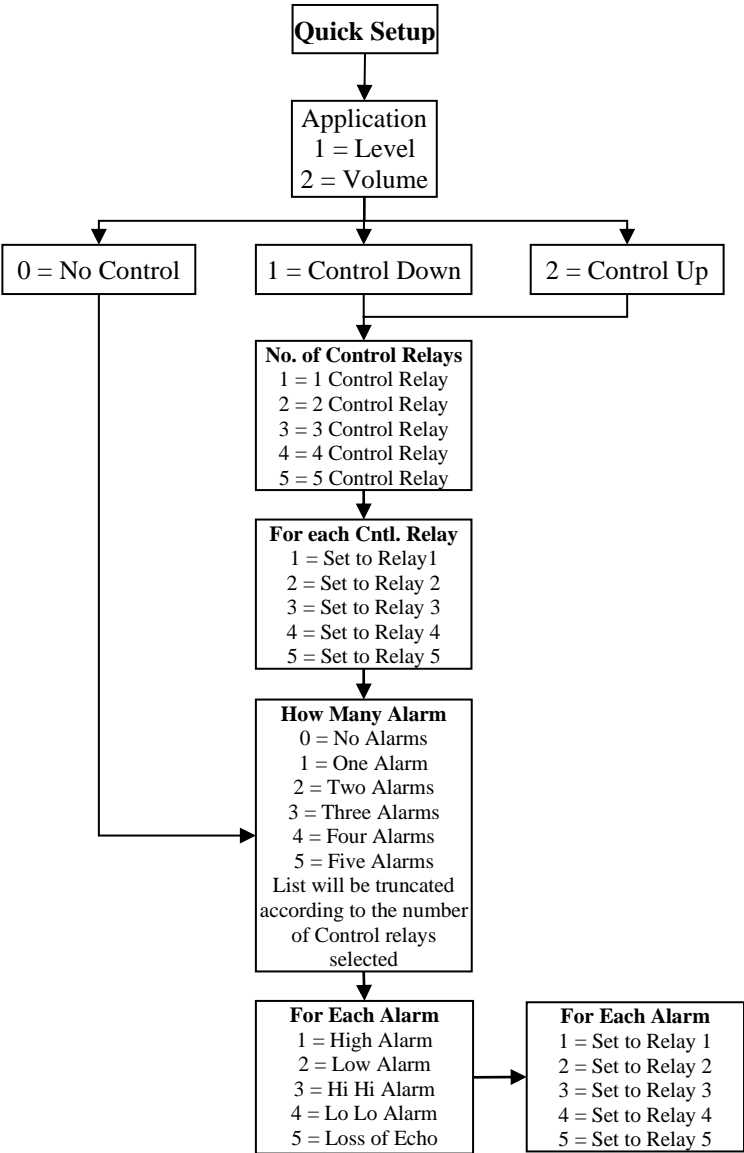 Quick Setup
Application
1 = Level
2 = Volume
0 = No Control
1 = Control Down
2 = Control Up
No. of Control Relays
1 = 1 Control Relay
2 = 2 Control Relay
3 = 3 Control Relay
4 = 4 Control Relay
5 = 5 Control Relay
For each Cntl. Relay
1 = Set to Relay1
2 = Set to Relay 2
3 = Set to Relay 3
4 = Set to Relay 4
5 = Set to Relay 5
How Many Alarm
0 = No Alarms
1 = One Alarm
2 = Two Alarms
3 = Three Alarms
4 = Four Alarms
5 = Five Alarms
List will be truncated
according to the number
of Control relays
selected
For Each Alarm
1 = High Alarm
2 = Low Alarm
3 = Hi Hi Alarm
4 = Lo Lo Alarm
5 = Loss of Echo
For Each Alarm
1 = Set to Relay 1
2 = Set to Relay 2
3 = Set to Relay 3
4 = Set to Relay 4
5 = Set to Relay 5